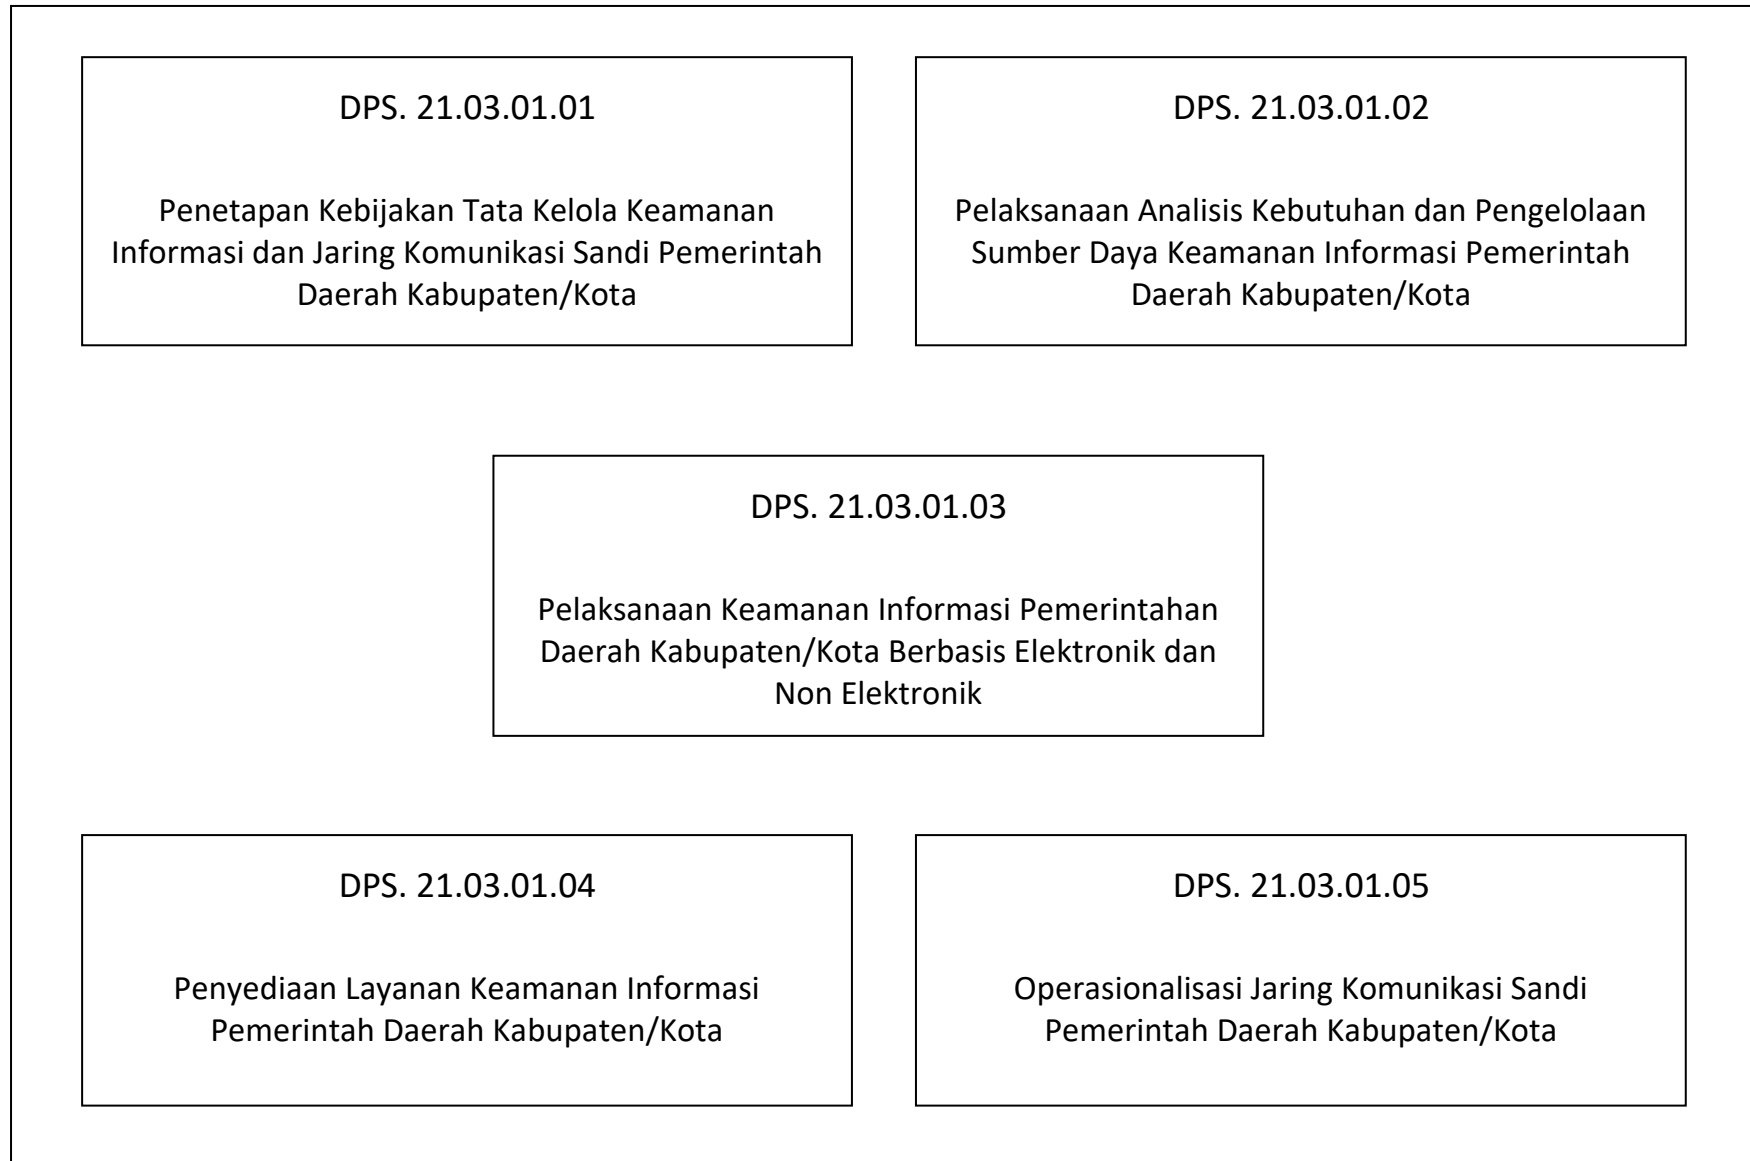 DPS. 21.03.01.01
Penetapan Kebijakan Tata Kelola Keamanan
Informasi dan Jaring Komunikasi Sandi Pemerintah
Daerah Kabupaten/Kota
DPS. 21.03.01.02
Pelaksanaan Analisis Kebutuhan dan Pengelolaan
Sumber Daya Keamanan Informasi Pemerintah
Daerah Kabupaten/Kota
DPS. 21.03.01.03
Pelaksanaan Keamanan Informasi Pemerintahan
Daerah Kabupaten/Kota Berbasis Elektronik dan
Non Elektronik
DPS. 21.03.01.04
Penyediaan Layanan Keamanan Informasi
Pemerintah Daerah Kabupaten/Kota
DPS. 21.03.01.05
Operasionalisasi Jaring Komunikasi Sandi
Pemerintah Daerah Kabupaten/Kota